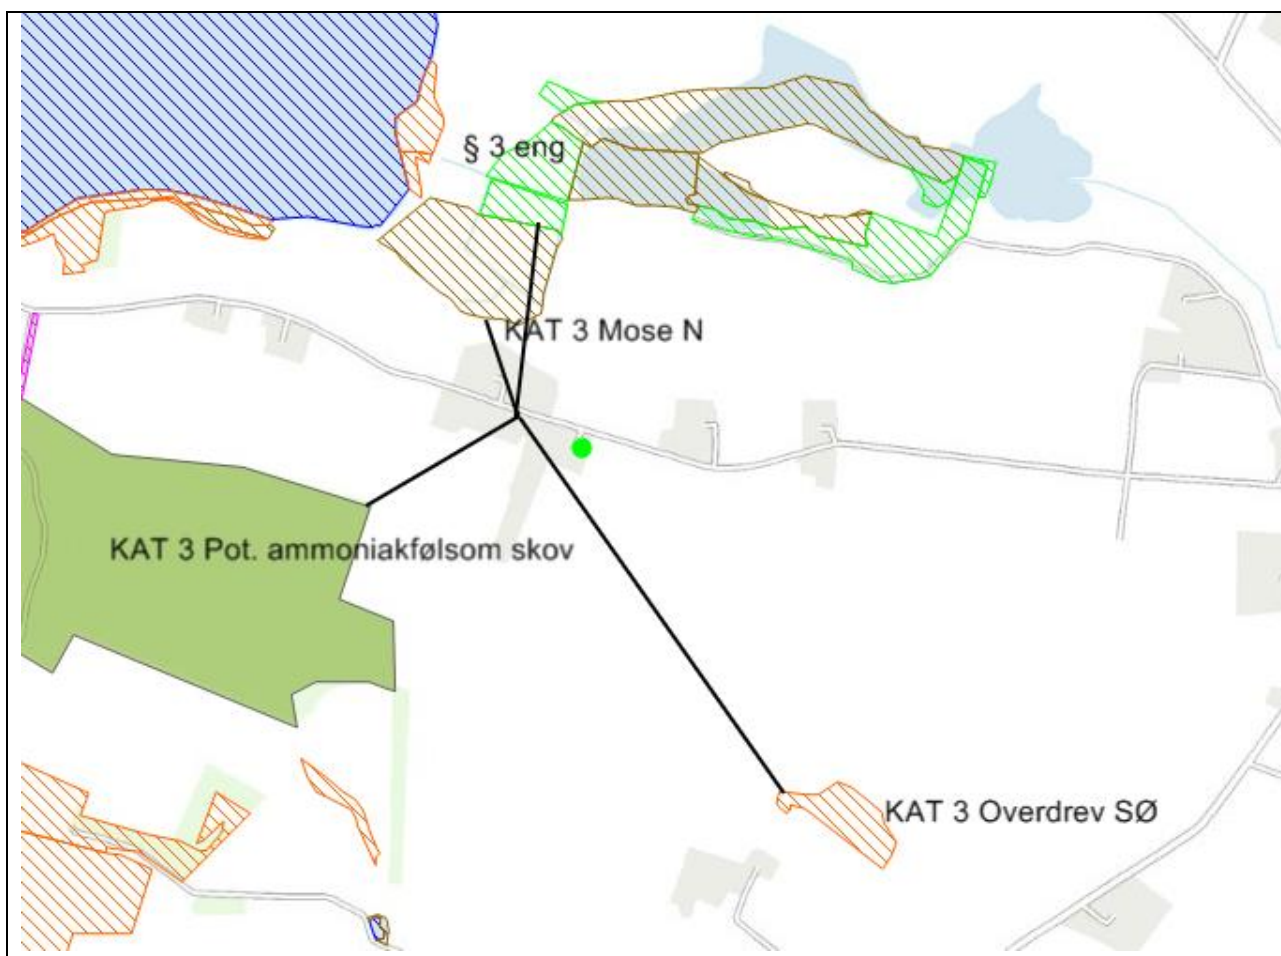 § 3 eng
KAT 3 Mose N
KAT 3 Pot. ammoniakfølsom skov
KAT 3 Overdrev SØ